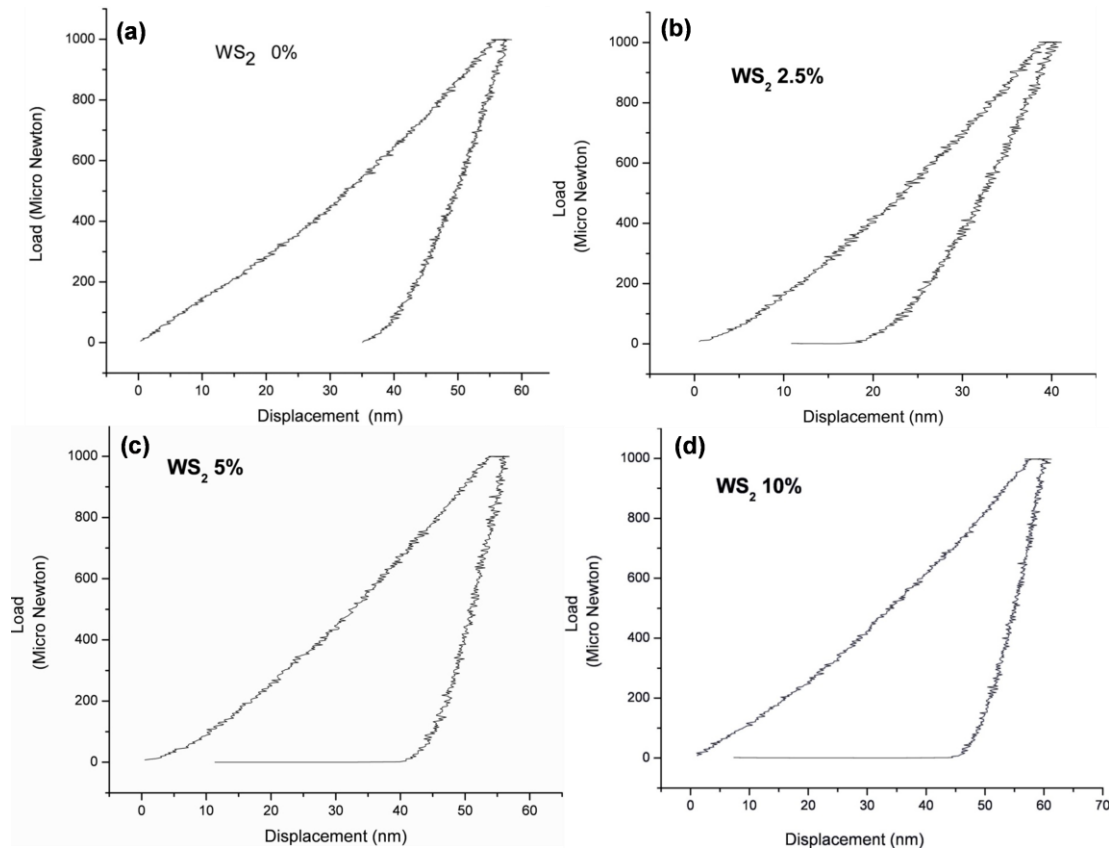 (a)
WS2 0%
1000
800
600
400
200
0
Load (Micro Newton)
0 10 20 30 40 50 60
Displacement (nm)
(b)
WS2 2.5%
1000
800
600
400
200
0
Load
(Micro Newton)
0 10 20 30 40
Displacement (nm)
(c)
WS2 5%
1000
800
600
400
200
0
Load
(Micro Newton)
0 10 20 30 40 50 60
Displacement (nm)
(d)
WS2 10%
1000
800
600
400
200
0
Load
(Micro Newton)
0 10 20 30 40 50 60 70
Displacement (nm)